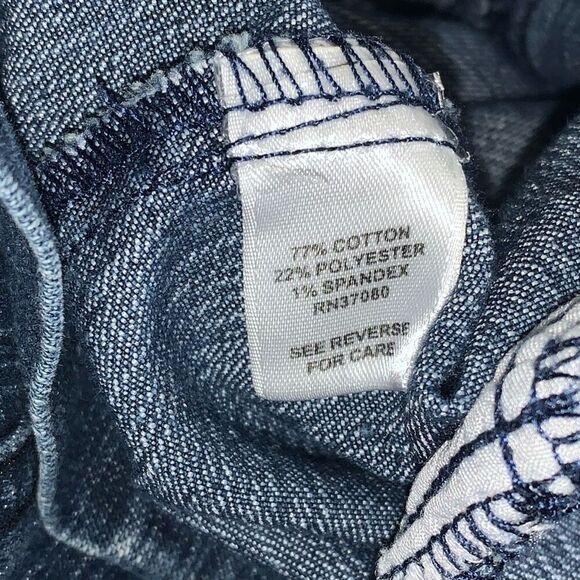 77% COTTON
22% POLYESTER
1% SPANDEX
RN37080
SEE REVERSE
FOR CARE